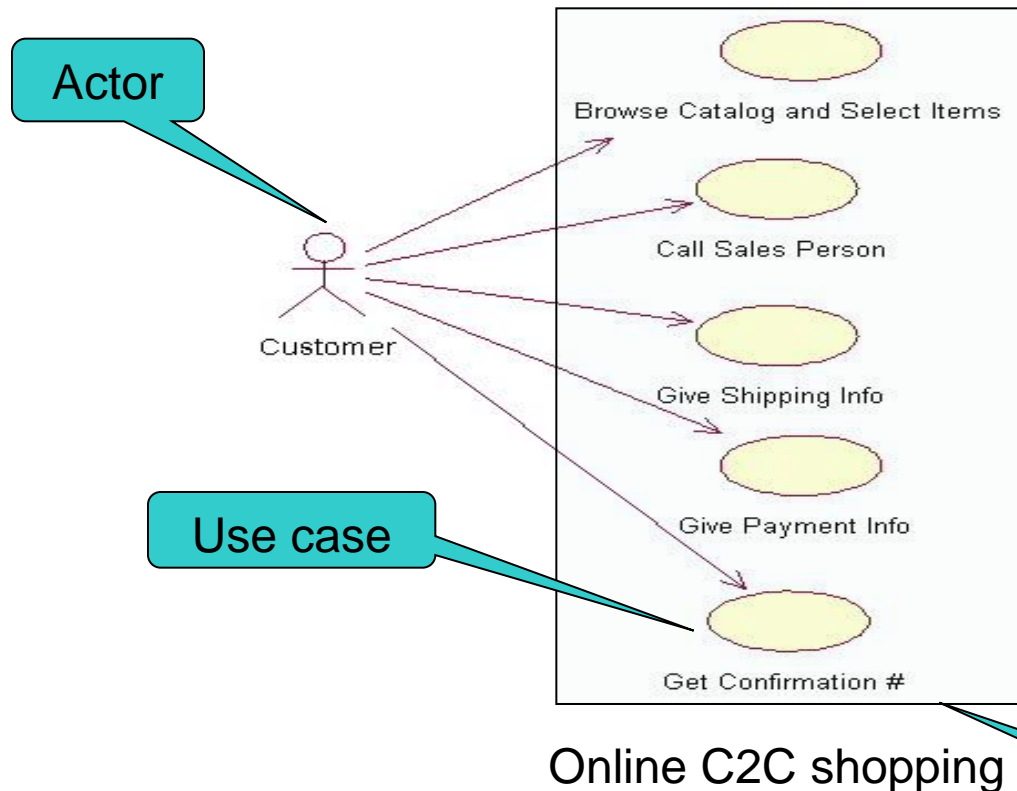 Actor
Browse Catalog and Select Items
Call Sales Person
Customer
Give Shipping Info
Use case
Give Payment Info
Get Confirmation #
Online C2C shopping